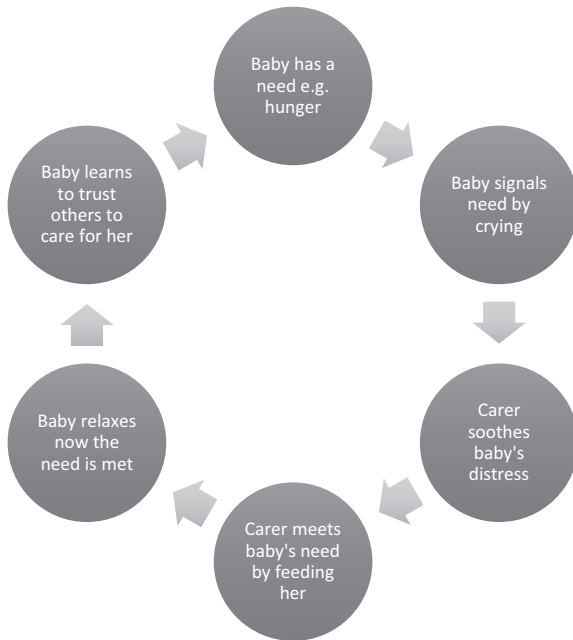 Baby has a
need e.g.
hunger
Baby signals
need by
crying
Carer
soothes
baby's
distress
Carer meets
baby's need
by feeding
her
Baby relaxes
now the
need is met
Baby learns
to trust
others to
care for her